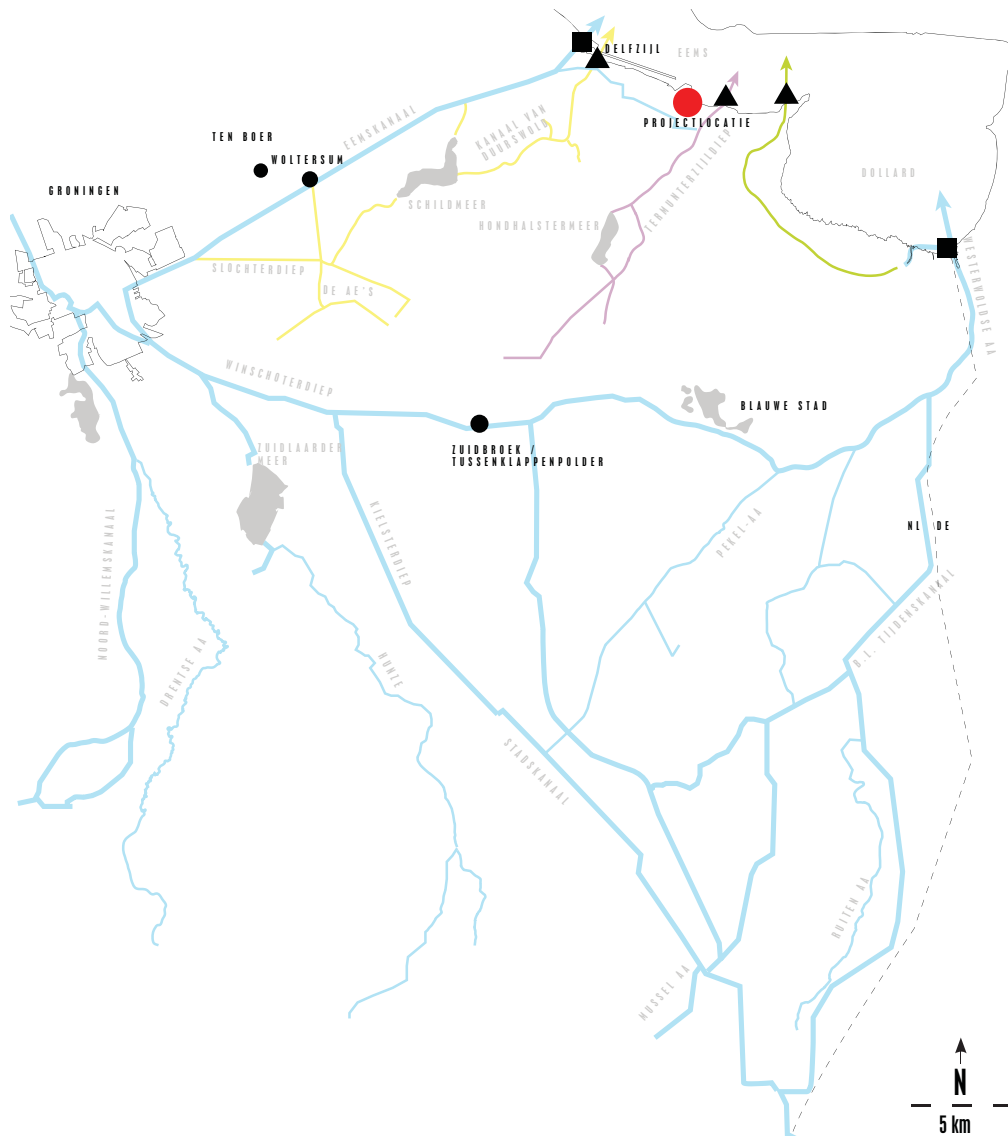 DELFZIJL
EEMS
EEMSKANAAL
PROJECTLOCATIE
KANAAL VAN
DUURSWOLD
TEN BOER
WOLTERSUM
DOLLARD
GRONINGEN
SCHILDMEER
HONDHALSTERMEER
TERMUNTERZIJLDIEP
WESTERWOLDSE AA
SLOCHTERDIEP
DE AE'S
WINSCHOTERDIEP
BLAUWE STAD
ZUIDLAARDER
MEER
ZUIDBROEK /
TUSSENKLAPPENPOLDER
KIELSTERDIEP
PEKEL-AA
NL DE
NOORD-WILLEMSKANAAL
B.L. TIJDENSKANAAL
DRENTSE AA
HUNZE
STADSKANAAL
RUITEN AA
MUSSEL AA
N
5 km